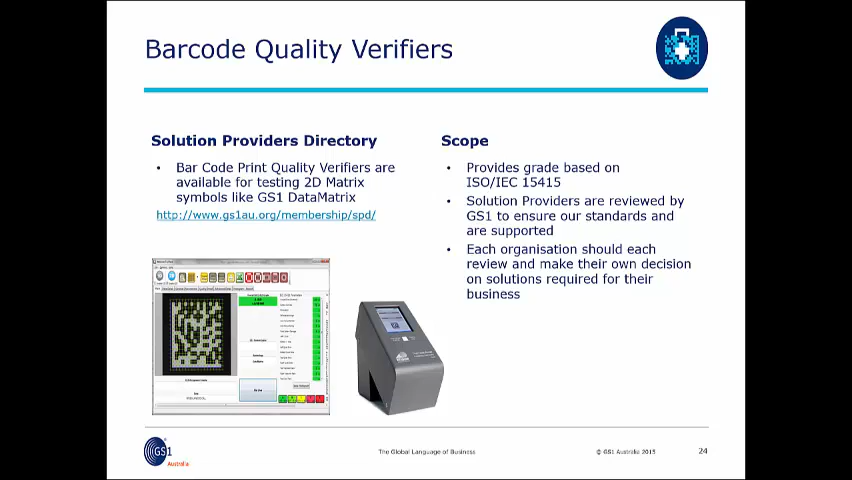 Barcode Quality Verifiers
Solution Providers Directory
• Bar Code Print Quality Verifiers are
available for testing 2D Matrix
symbols like GS1 DataMatrix
http://www.gs1au.org/membership/spd/
Scope
• Provides grade based on
ISO/IEC 15415
• Solution Providers are reviewed by
GS1 to ensure our standards and
are supported
• Each organisation should each
review and make their own decision
on solutions required for their
business
GS1
Australia
The Global Language of Business
© GS1 Australia 2015
24